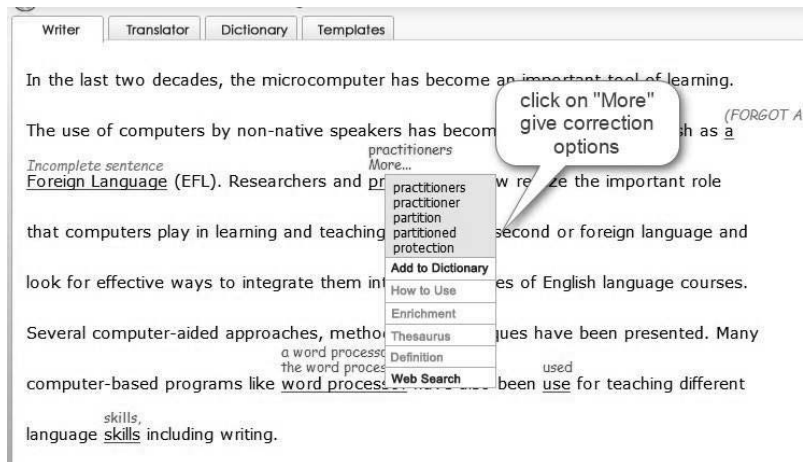 Writer Translator Dictionary Templates
In the last two decades, the microcomputer has become an important tool of learning.
click on "More"
give correction
options
(FORGOT A
The use of computers by non-native speakers has becom sh as a
practitioners
Incomplete sentence More...
Foreign Language (EFL). Researchers and pr w re ze the important role
practitioners
practitioner
partition
partitioned
protection
Add to Dictionary
How to Use
Enrichment
Thesaurus
Definition
Web Search
that computers play in learning and teaching second or foreign language and
look for effective ways to integrate them int es of English language courses.
Several computer-aided approaches, metho ques have been presented. Many
a word processo
the word proces used
computer-based programs like word processor been use for teaching different
skills,
language skills including writing.